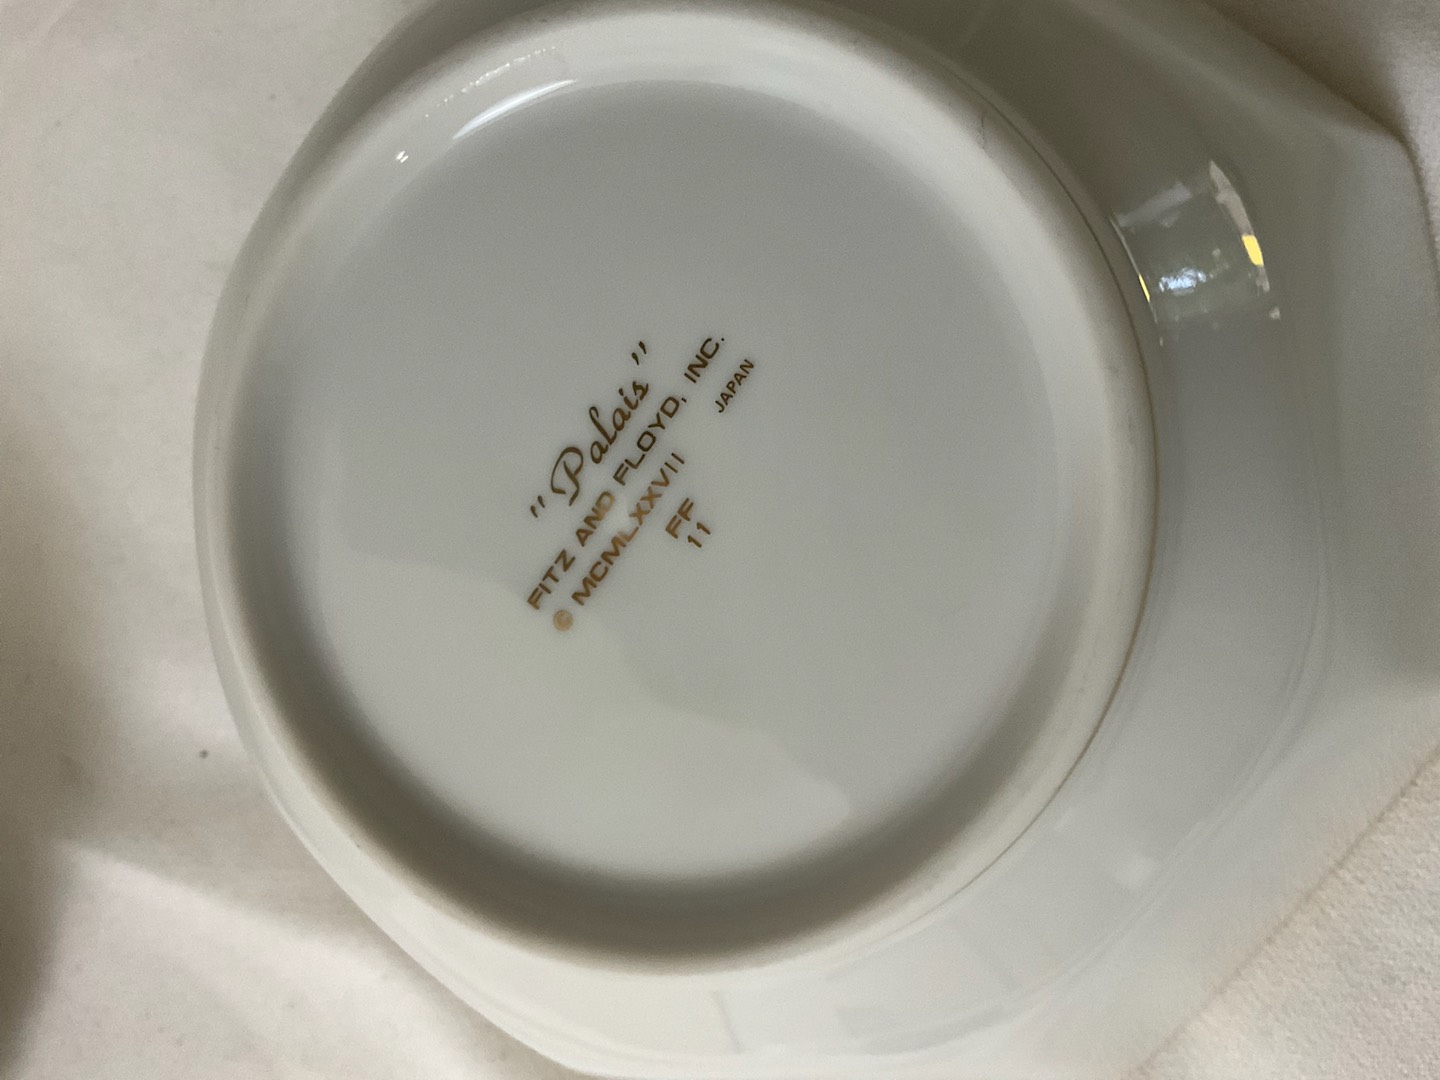 "Palais"
FITZ AND FLOYD, INC.
© MCMLXXVII
JAPAN
FF
11